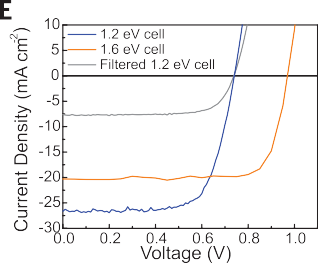 E
1.2 eV cell
1.6 eV cell
Filtered 1.2 eV cell
Current Density (mA cm²)
10
5
0
-5
-10
-15
-20
-25
-30
0.0 0.2 0.4 0.6 0.8 1.0
Voltage (V)